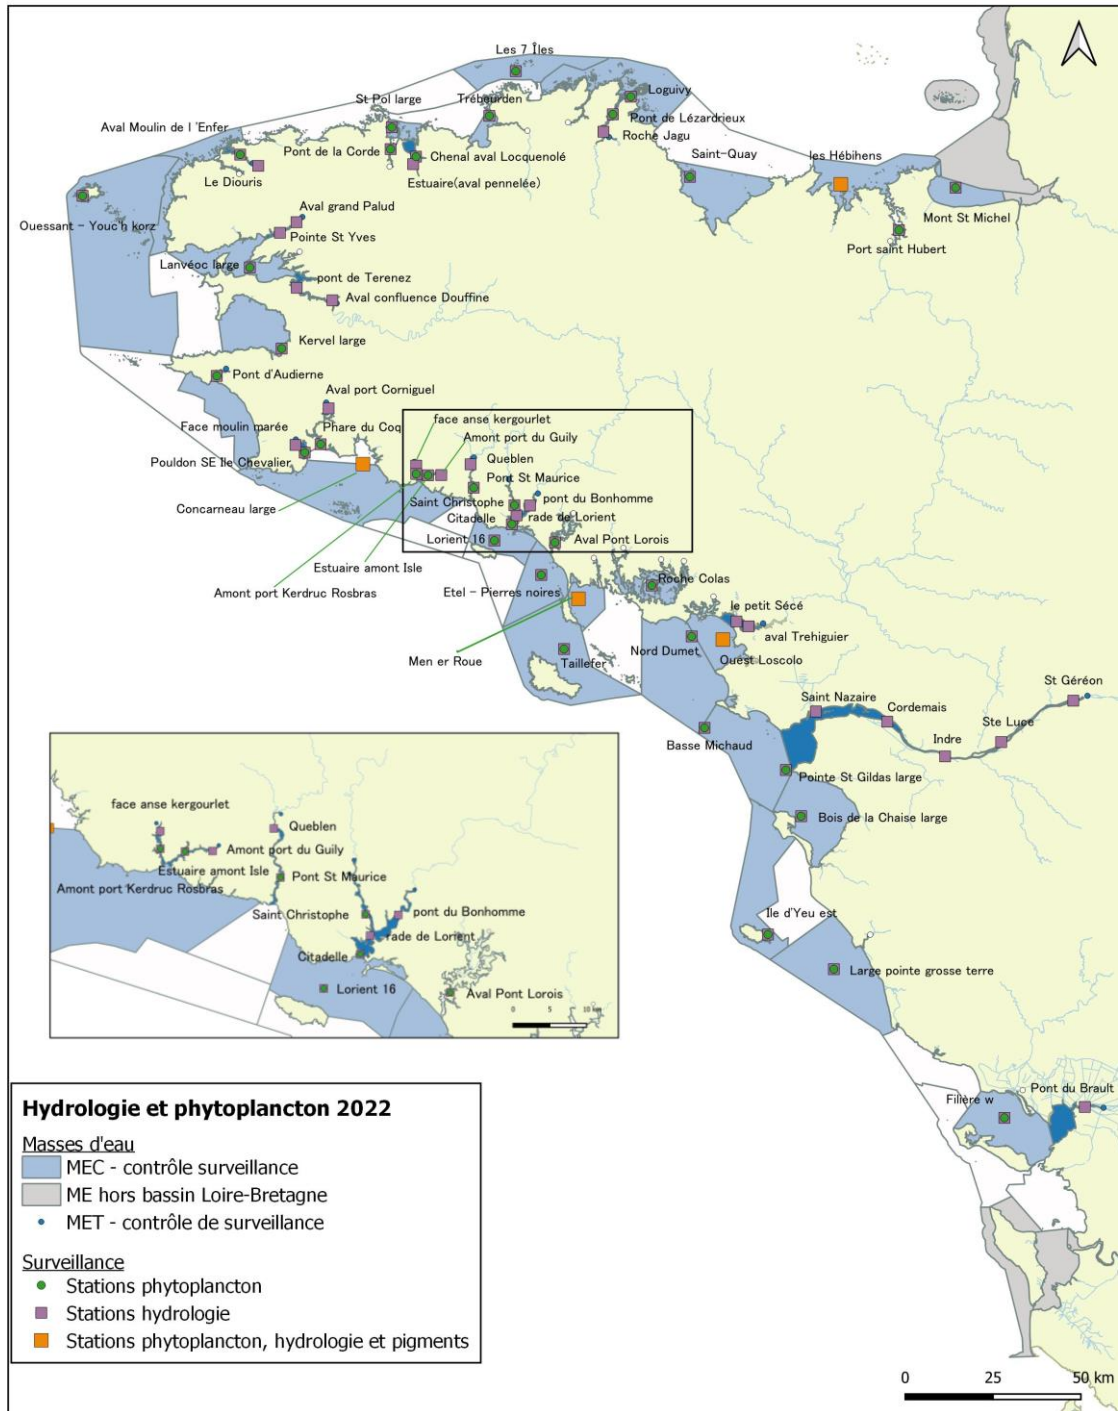 Les 7 Îles
St Pol large
Trébeurden
Loguivy
Aval Moulin de l 'Enfer
Pont de Lézardrieux
Roche Jagu
Pont de la Corde
Chenal aval Locquenolé
Saint-Quay
les Hébihens
Le Diouris
Estuaire(aval pennelée)
Mont St Michel
Ouessant - Youc'h korz
Aval grand Palud
Pointe St Yves
Port saint Hubert
Lanvéoc large
pont de Terenez
Aval confluence Douffine
Kervel large
Pont d'Audierne
Aval port Corniguel
face anse kergourlet
Face moulin marée
Phare du Coq
Amont port du Guily
Pouldon SE Ile Chevalier
Queblen
Pont St Maurice
Concarneau large
Saint Christophe
pont du Bonhomme
Citadelle
rade de Lorient
Lorient 16
Aval Pont Lorois
Estuaire amont Isle
Amont port Kerdruc Rosbras
Etel - Pierres noires
Roche Colas
le petit Sécé
aval Trehiguier
Men er Roue
Taillefer
Nord Dumet
Ouest Loscolo
St Géréon
Saint Nazaire
Cordemais
Ste Luce
Indre
Basse Michaud
Pointe St Gildas large
Bois de la Chaise large
face anse kergourlet
Queblen
Amont port du Guily
Estuaire amont Isle
Pont St Maurice
Amont port Kerdruc Rosbras
Saint Christophe
pont du Bonhomme
rade de Lorient
Citadelle
Lorient 16
Aval Pont Lorois
0 5 10 km
Ile d'Yeu est
Large pointe grosse terre
Pont du Brault
Filière w
Hydrologie et phytoplancton 2022
Masses d'eau
MEC - contrôle surveillance
ME hors bassin Loire-Bretagne
MET - contrôle de surveillance
Surveillance
Stations phytoplancton
Stations hydrologie
Stations phytoplancton, hydrologie et pigments
0 25 50 km